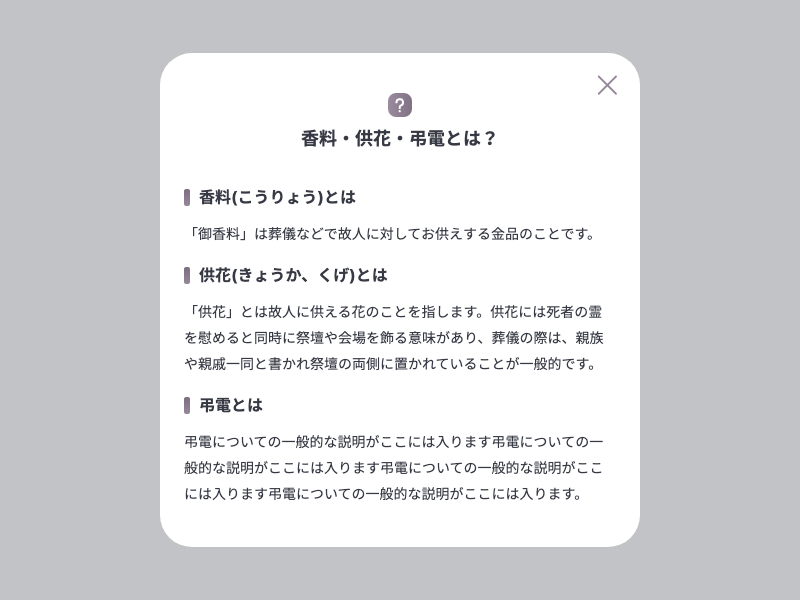 ?
香料・供花・弔電とは？
香料(こうりょう)とは
「御香料」は葬儀などで故人に対してお供えする金品のことです。
供花(きょうか、くげ)とは
「供花」とは故人に供える花のことを指します。供花には死者の霊
を慰めると同時に祭壇や会場を飾る意味があり、葬儀の際は、親族
や親戚一同と書かれ祭壇の両側に置かれていることが一般的です。
弔電とは
弔電についての一般的な説明がここには入ります弔電についての一
般的な説明がここには入ります弔電についての一般的な説明がここ
には入ります弔電についての一般的な説明がここには入ります。